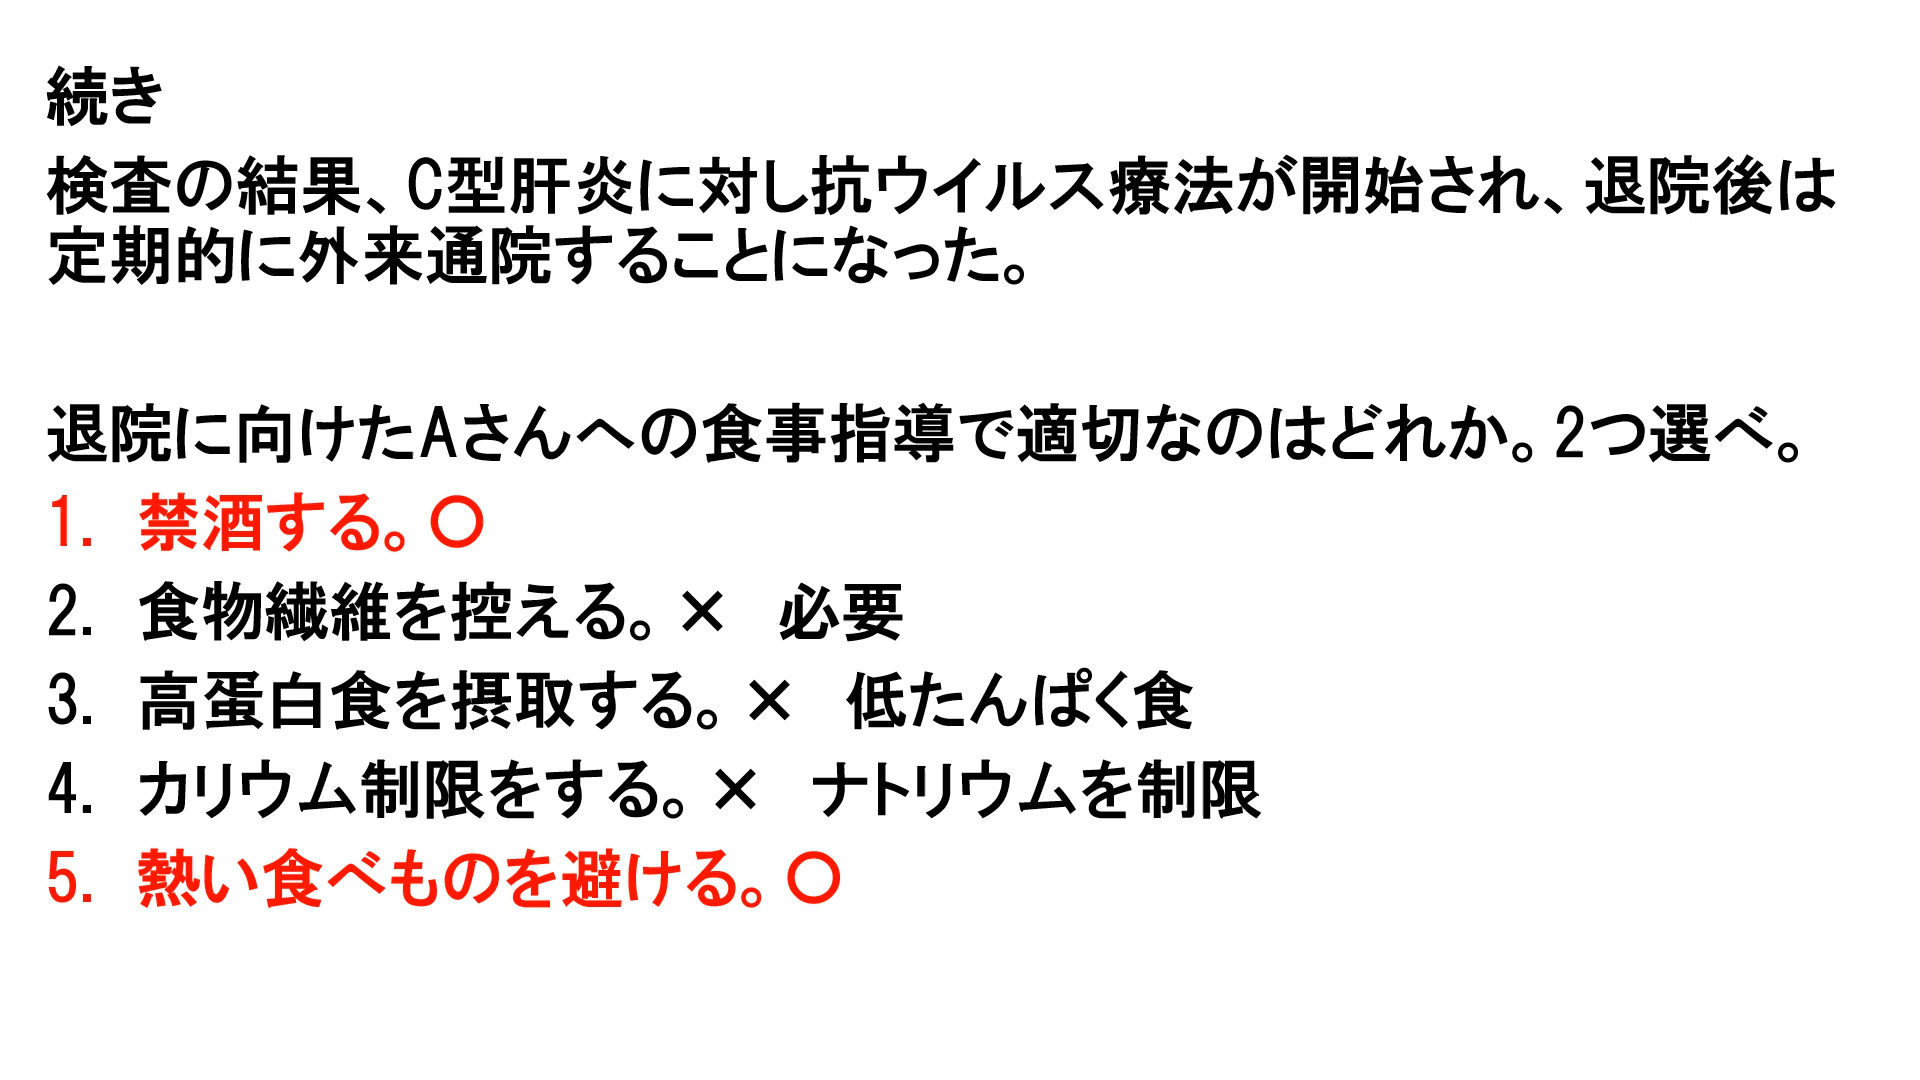 続き
検査の結果、C型肝炎に対し抗ウイルス療法が開始され、退院後は
定期的に外来通院することになった。
退院に向けたAさんへの食事指導で適切なのはどれか。2つ選べ。
1. 禁酒する。〇
2. 食物繊維を控える。× 必要
3. 高蛋白食を摂取する。× 低たんぱく食
4. カリウム制限をする。× ナトリウムを制限
5. 熱い食べものを避ける。〇